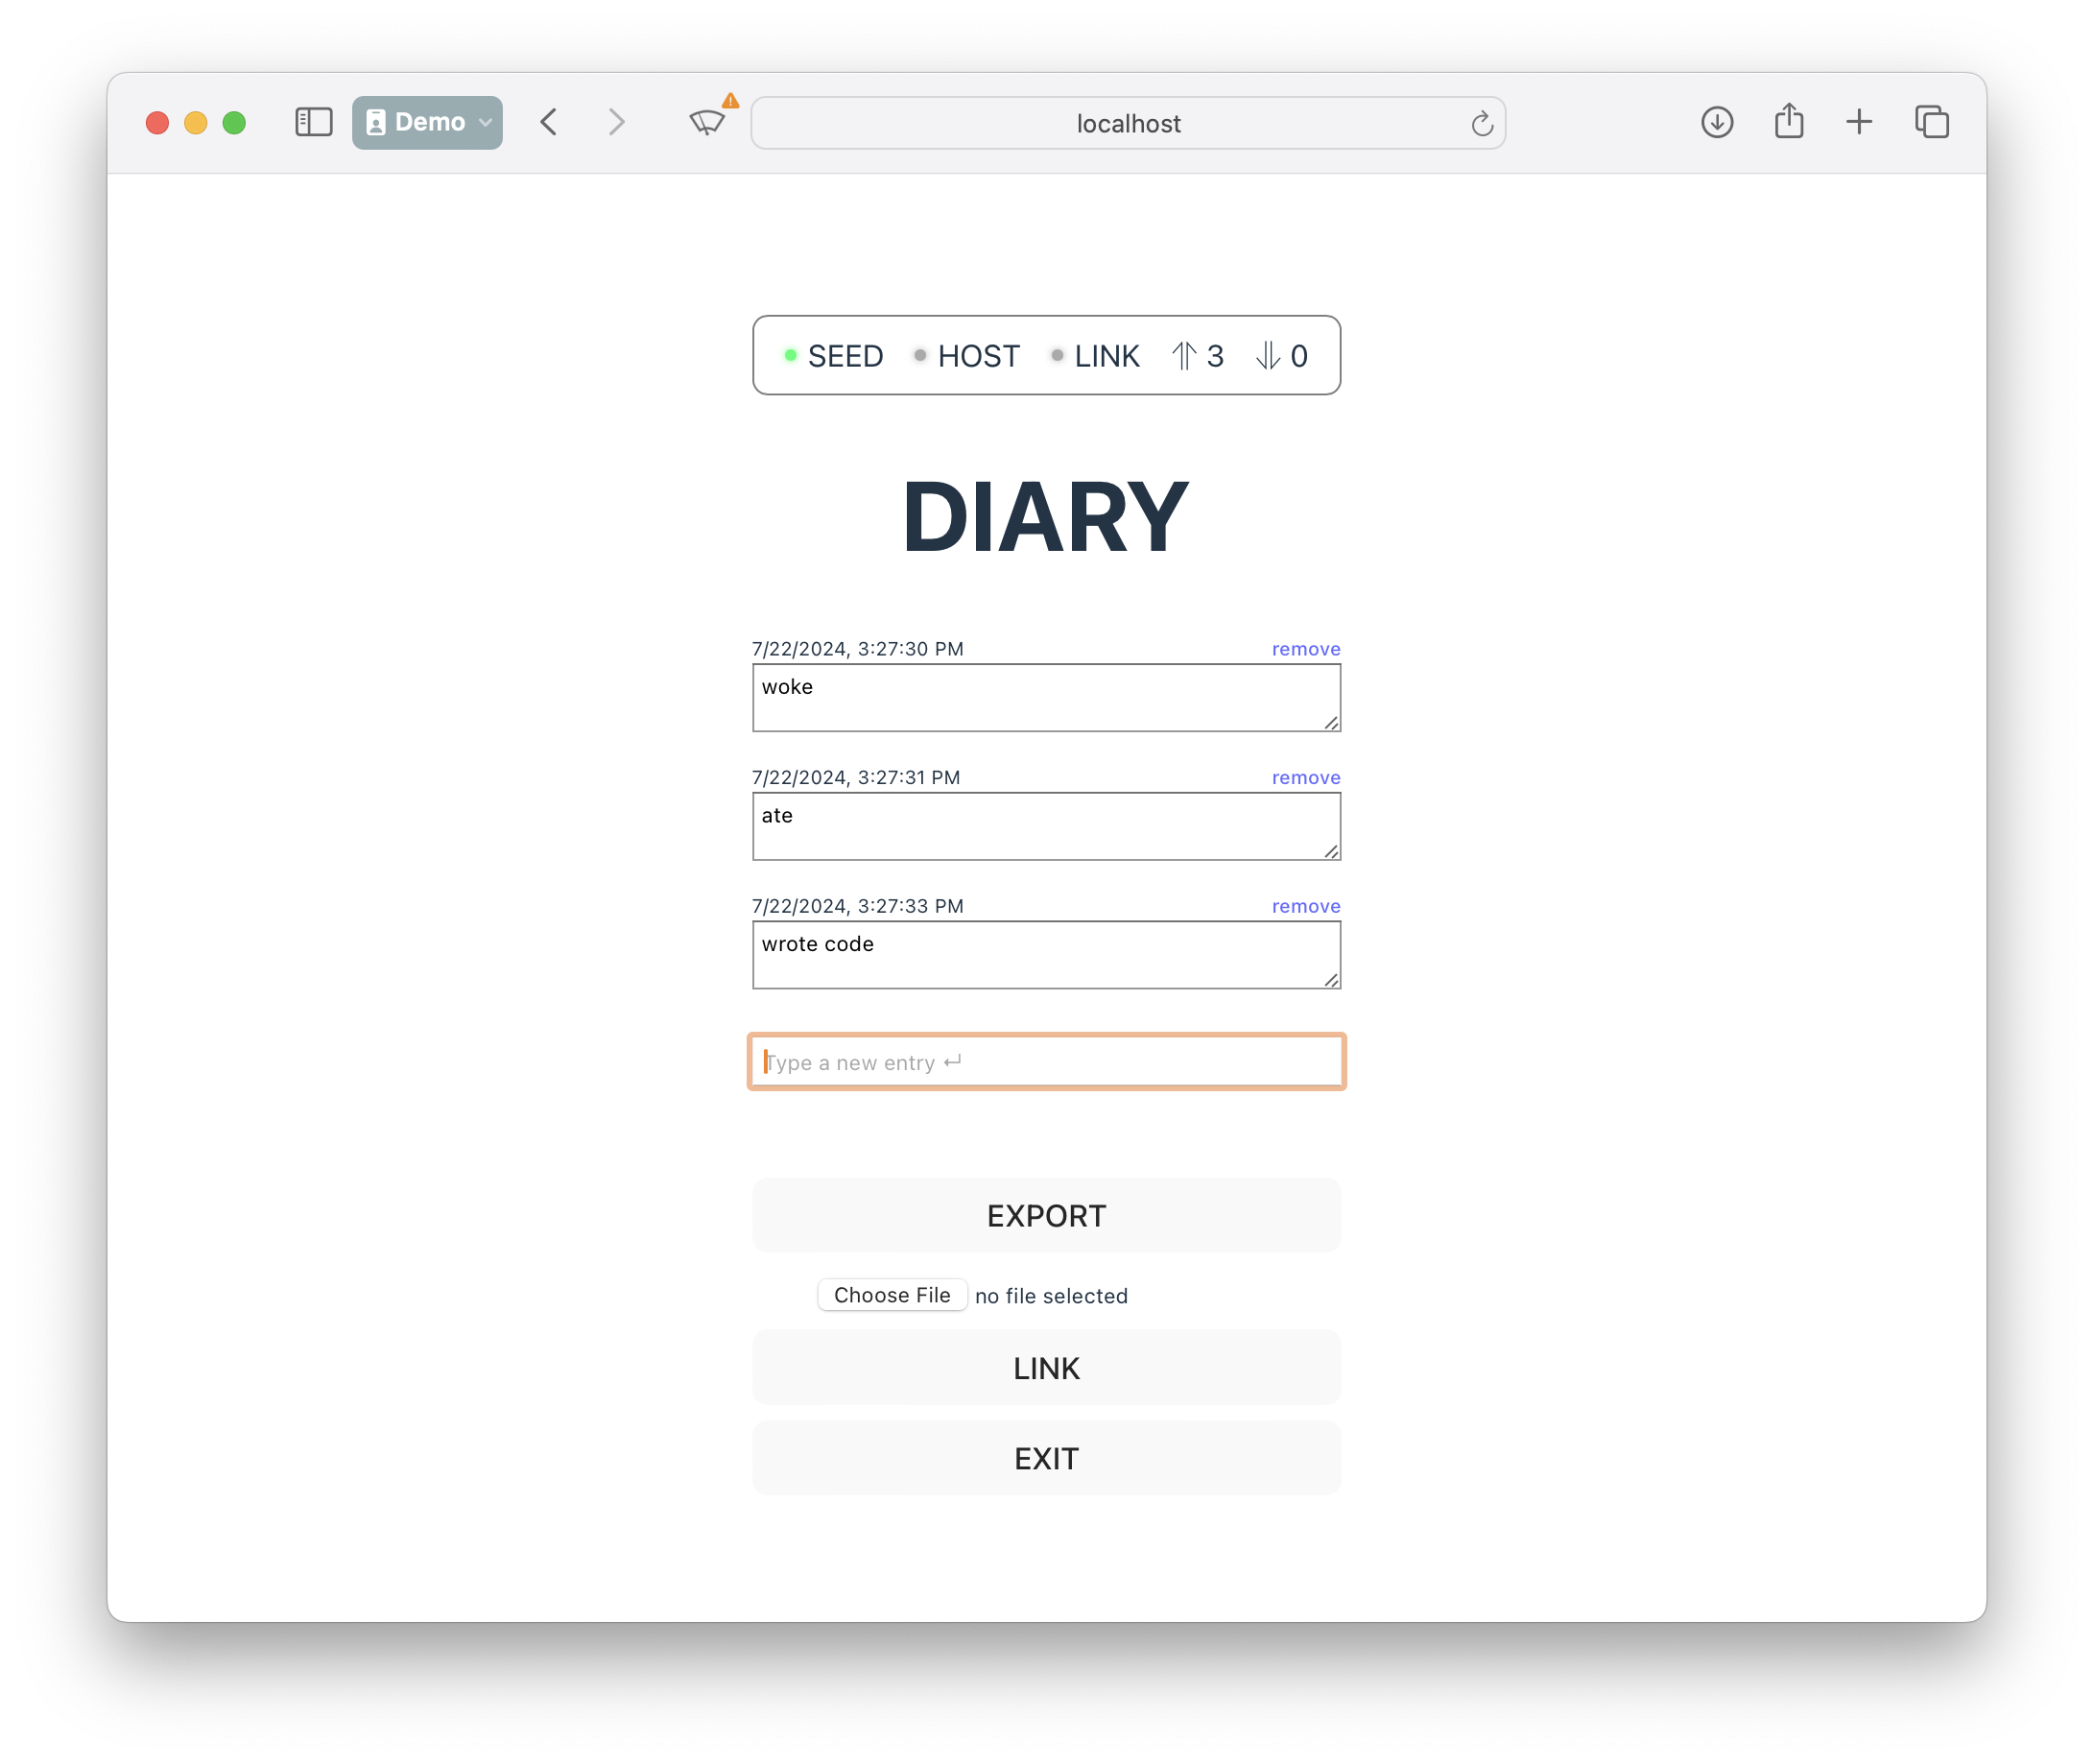 Demo
localhost
SEED HOST LINK ⇑ 3 ⇓ 0
DIARY
7/22/2024, 3:27:30 PM remove
woke
7/22/2024, 3:27:31 PM remove
ate
7/22/2024, 3:27:33 PM remove
wrote code
Type a new entry ↵
EXPORT
Choose File no file selected
LINK
EXIT